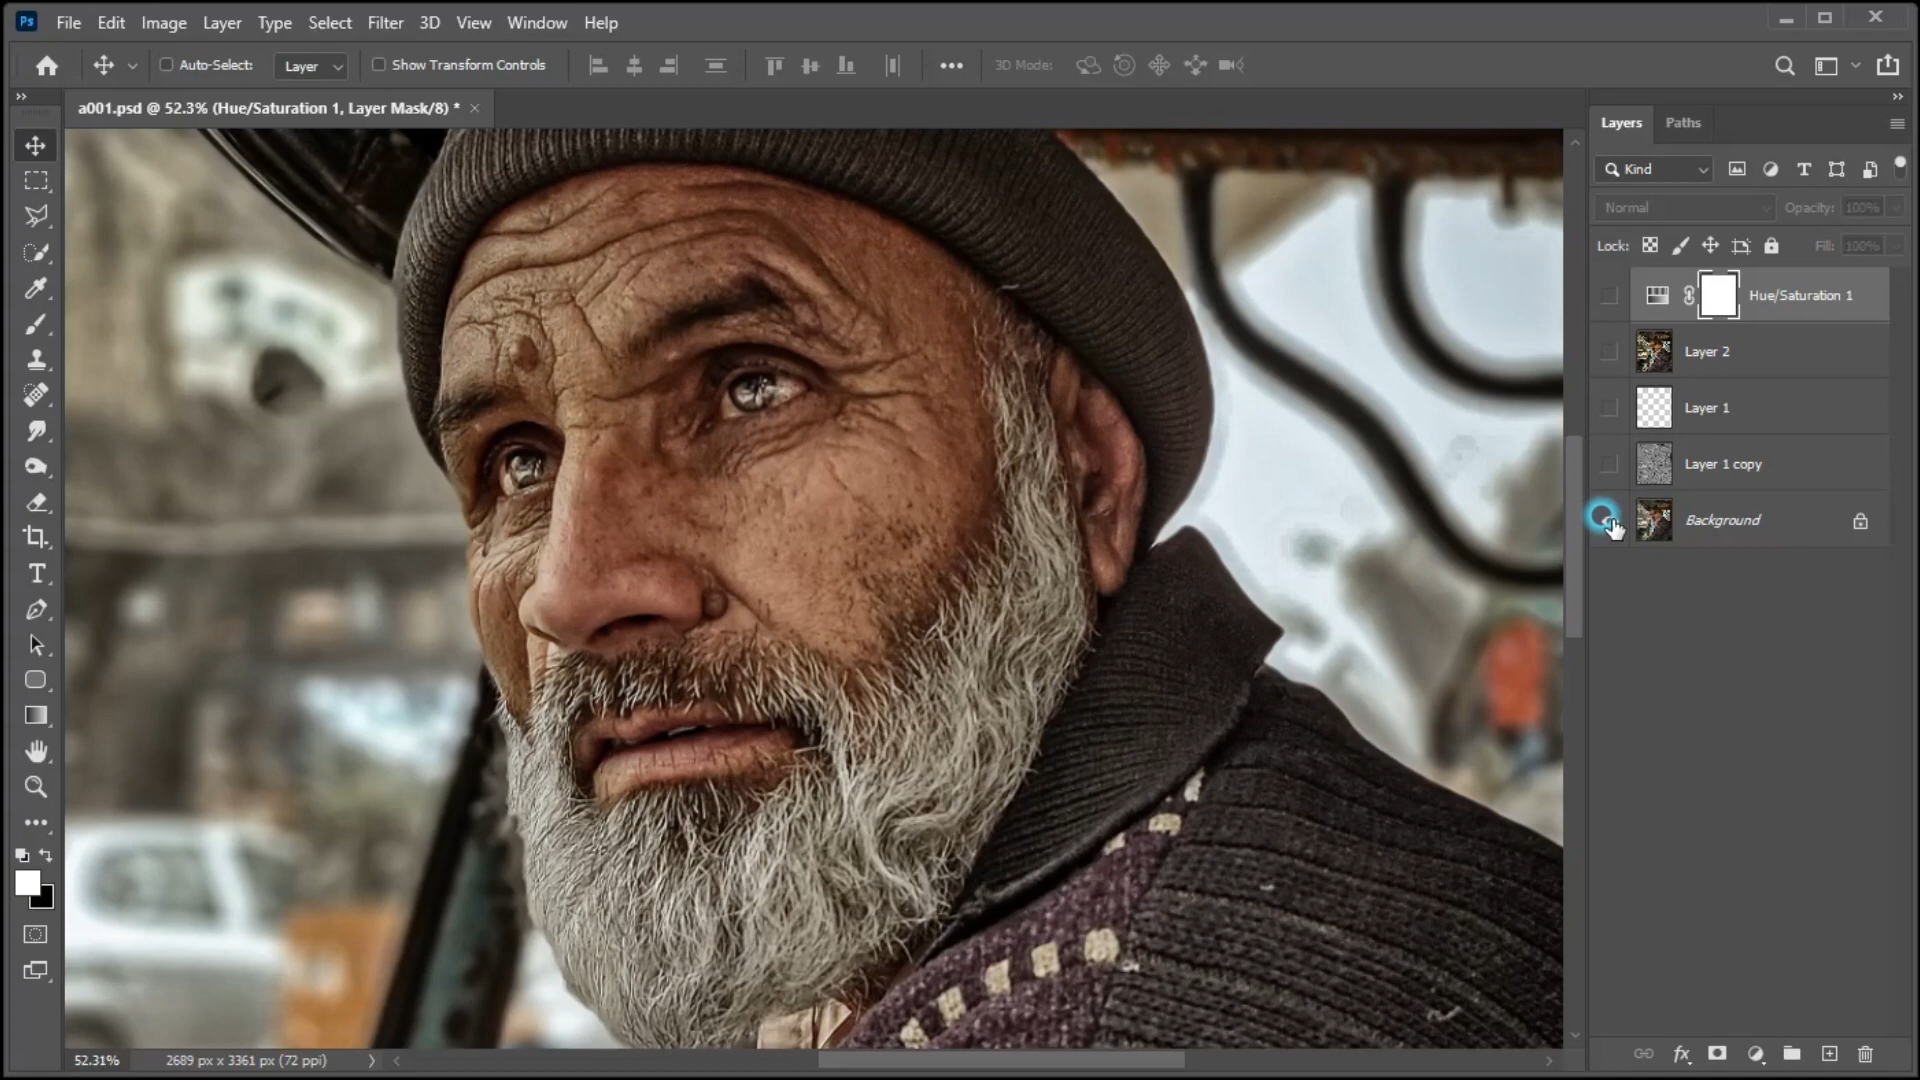 Ps File Edit Image Layer Type Select Filter 3D View Window Help
Auto-Select: Layer Show Transform Controls 3D Mode:
a001.psd @ 52.3% (Hue/Saturation 1, Layer Mask/8) *
Layers Paths
Kind
Normal Opacity: 100%
Lock: Fill: 100%
Hue/Saturation 1
Layer 2
Layer 1
Layer 1 copy
Background
52.31% 2689 px x 3361 px (72 ppi)